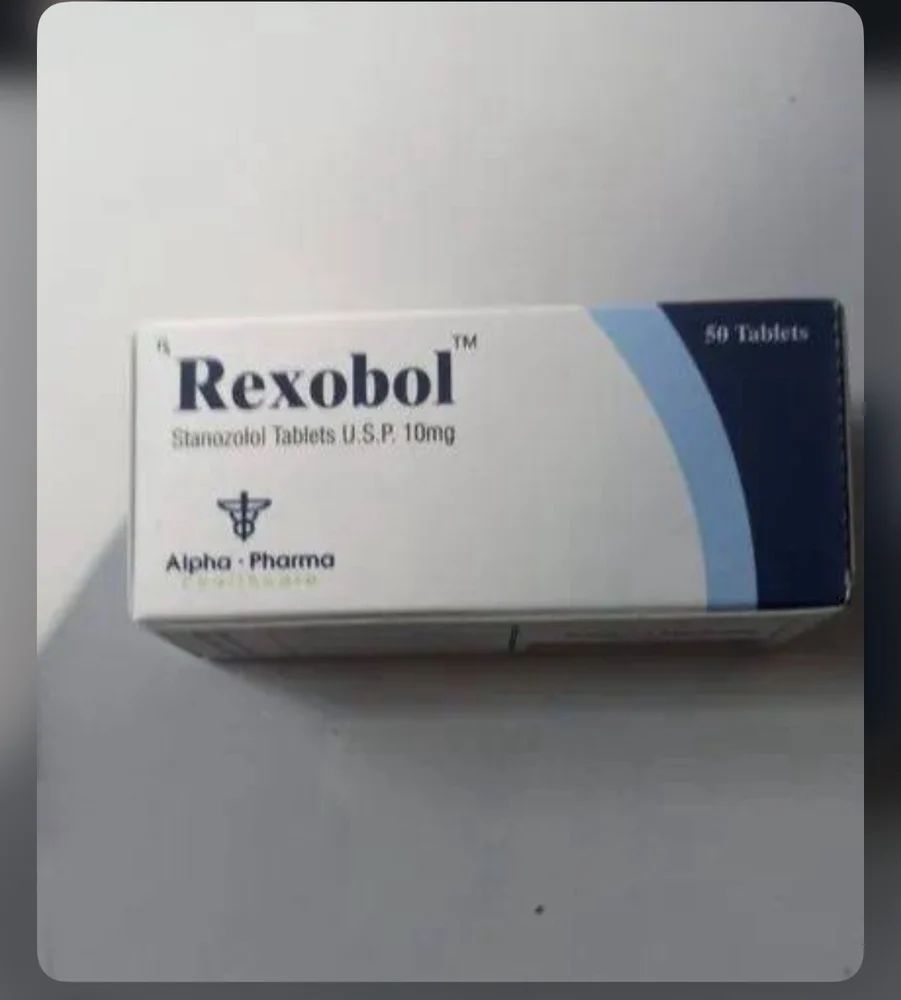 ℞
Rexobol™
Stanozolol Tablets U.S.P. 10mg
50 Tablets
Alpha · Pharma